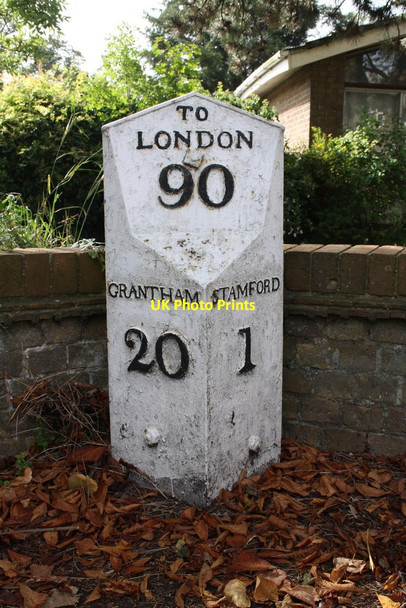 TO
LONDON
90
GRANTHAM STAMFORD
UK Photo Prints
20 1